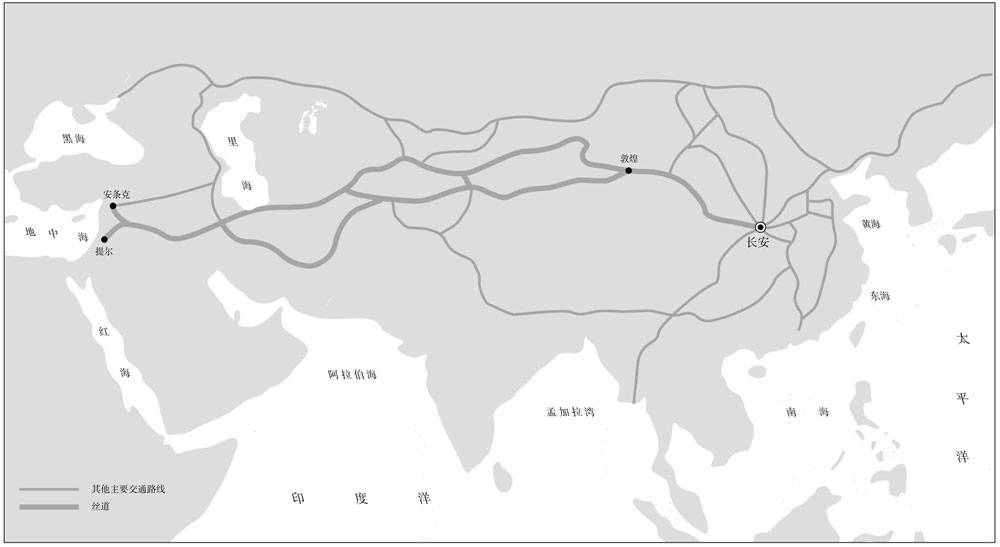 黑海
里海
敦煌
安条克
地中海
提尔
长安
黄海
东海
红海
太平洋
阿拉伯海
孟加拉湾
南海
其他主要交通路线
丝道
印度洋